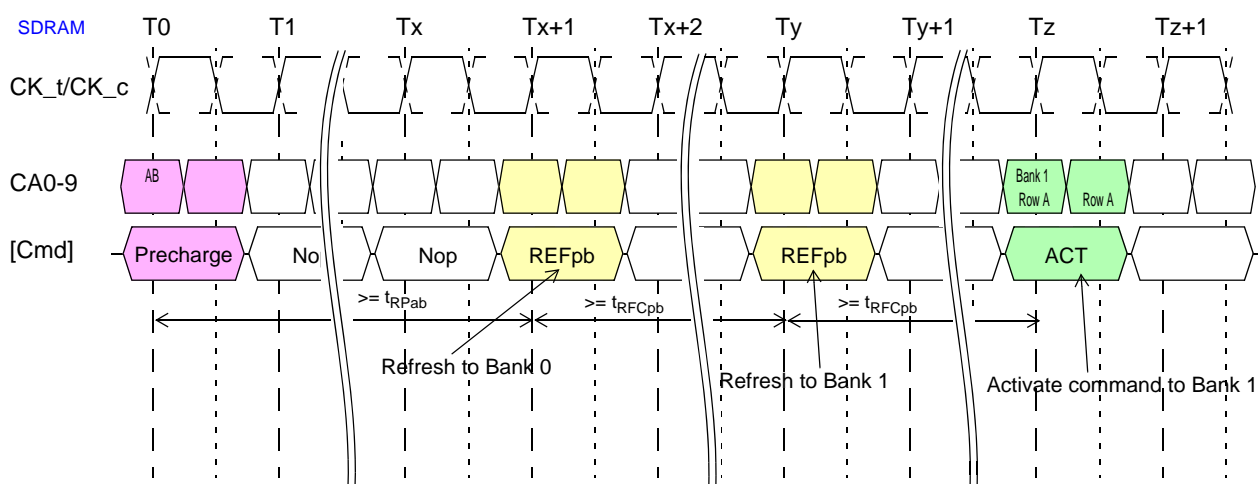 SDRAM T0 T1 Tx Tx+1 Tx+2 Ty Ty+1 Tz Tz+1
CK_t/CK_c
CA0-9 AB Bank 1 Row A Row A
[Cmd] Precharge Nop Nop REFpb REFpb ACT
>= tRPab >= tRFCpb >= tRFCpb
Refresh to Bank 0 Refresh to Bank 1 Activate command to Bank 1